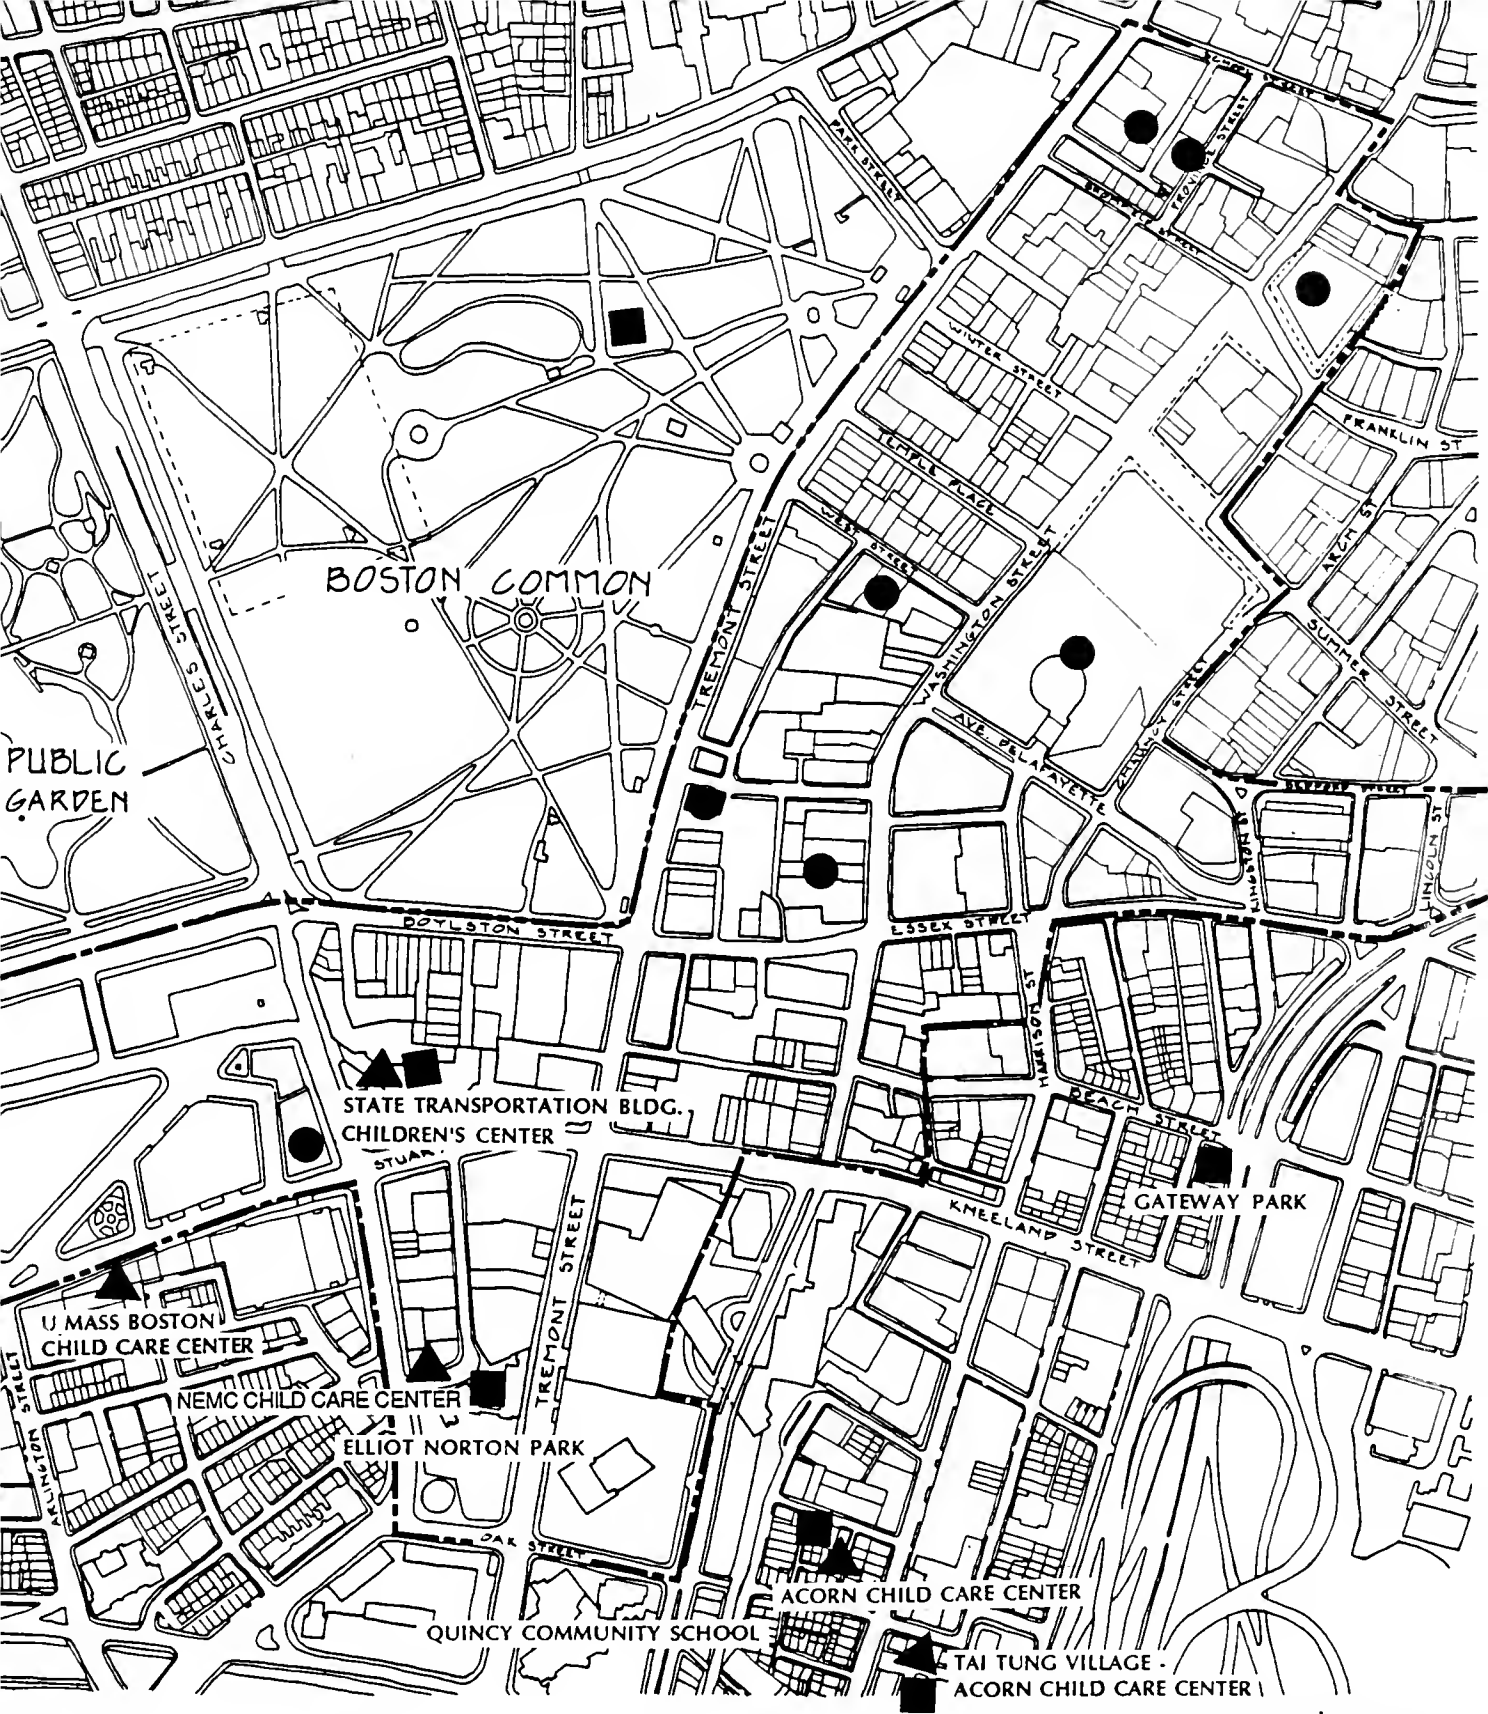 SCHOOL STREET
PARK STREET
PROVINCE STREET
BROMFIELD STREET
WINTER STREET
FRANKLIN ST
TEMPLE PLACE
ARCH ST
WEST STREET
BOSTON COMMON
CHARLES STREET
TREMONT STREET
WASHINGTON STREET
SUMMER STREET
CHAUNCY STREET
AVE. DELAFAYETTE
PUBLIC
GARDEN
BEDFORD STREET
KINGSTON ST
LINCOLN ST
BOYLSTON STREET
ESSEX STREET
HARRISON ST
BEACH STREET
STATE TRANSPORTATION BLDG.,
CHILDREN'S CENTER
STUAR
GATEWAY PARK
KNEELAND STREET
TREMONT STREET
U MASS BOSTON
CHILD CARE CENTER
ARLINGTON STREET
NEMC CHILD CARE CENTER
ELLIOT NORTON PARK
OAK STREET
ACORN CHILD CARE CENTER
QUINCY COMMUNITY SCHOOL
TAI TUNG VILLAGE -
ACORN CHILD CARE CENTER